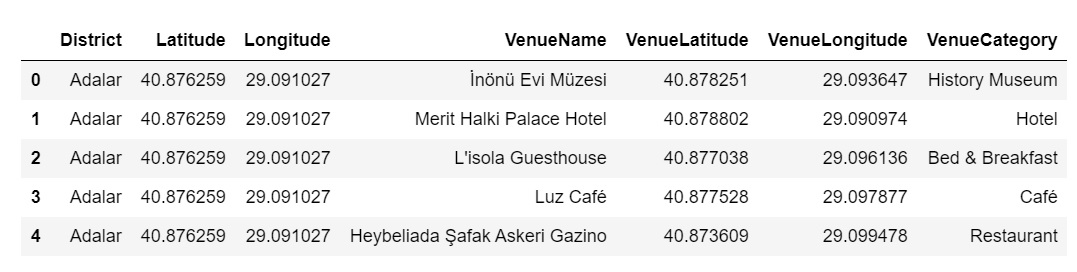 District Latitude Longitude VenueName VenueLatitude VenueLongitude VenueCategory
0 Adalar 40.876259 29.091027 İnönü Evi Müzesi 40.878251 29.093647 History Museum
1 Adalar 40.876259 29.091027 Merit Halki Palace Hotel 40.878802 29.090974 Hotel
2 Adalar 40.876259 29.091027 L'isola Guesthouse 40.877038 29.096136 Bed & Breakfast
3 Adalar 40.876259 29.091027 Luz Café 40.877528 29.097877 Café
4 Adalar 40.876259 29.091027 Heybeliada Şafak Askeri Gazino 40.873609 29.099478 Restaurant